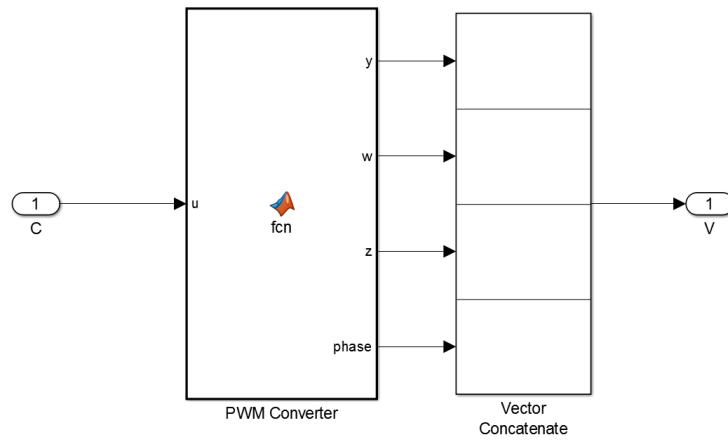 y
w
1
u
fcn
1
C
V
z
phase
PWM Converter
Vector
Concatenate